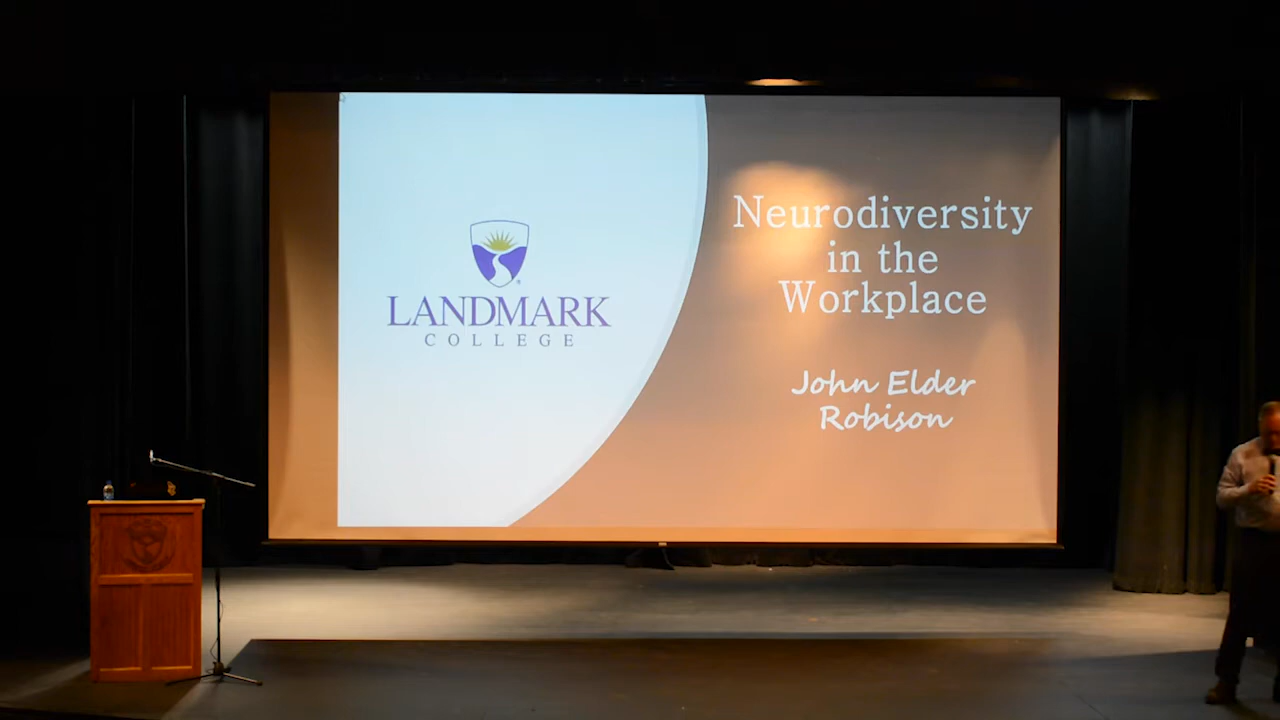 LANDMARK
COLLEGE
Neurodiversity
in the
Workplace
John Elder
Robison